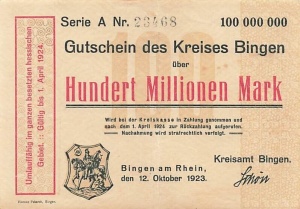 Serie A Nr. 23468 100 000 000
Gutschein des Kreises Bingen
über
Hundert Millionen Mark
Wird bei der Kreiskasse in Zahlung genommen und
nach dem 1. April 1924 zur Rückzahlung aufgerufen.
Nachahmung wird strafrechtlich verfolgt.
Kreisamt Bingen.
Bingen am Rhein,
den 12. Oktober 1923.
Umlauffähig im ganzen besetzten hessischen
Gebiet. :: Gültig bis 1. April 1924.
Bingen.